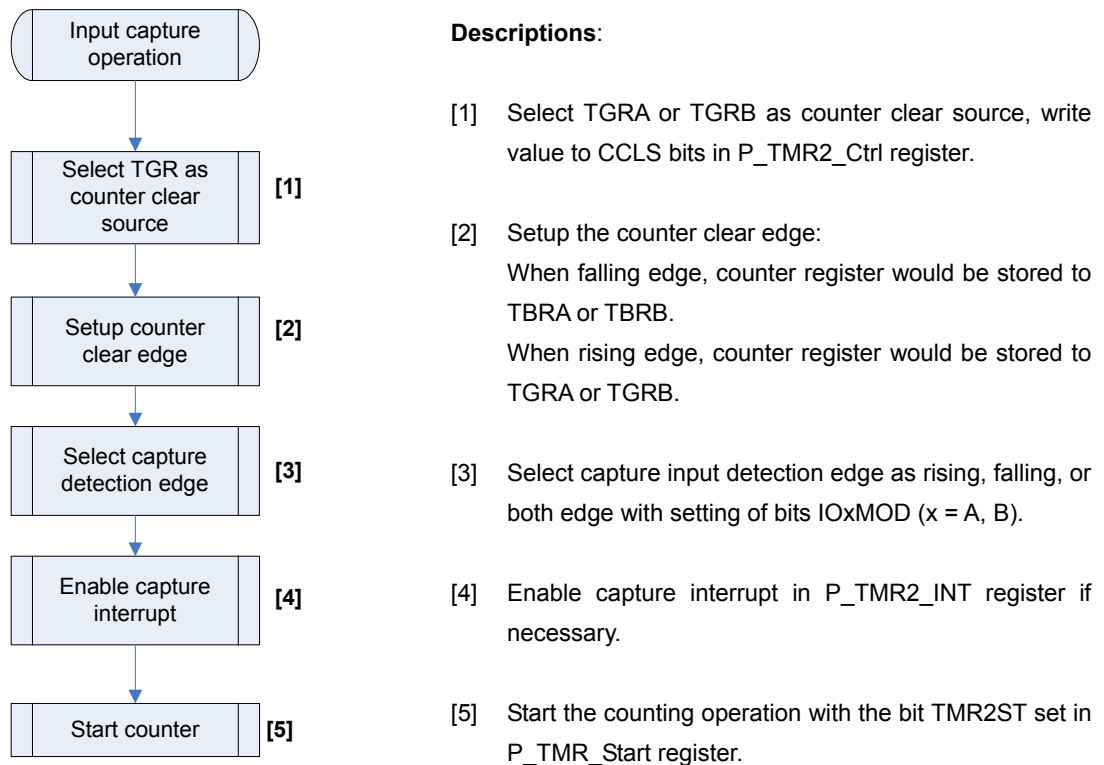 Input capture
operation
Select TGR as
counter clear
source
[1]
Setup counter
clear edge
[2]
Select capture
detection edge
[3]
Enable capture
interrupt
[4]
Start counter
[5]
Descriptions:
[1] Select TGRA or TGRB as counter clear source, write
value to CCLS bits in P_TMR2_Ctrl register.
[2] Setup the counter clear edge:
When falling edge, counter register would be stored to
TBRA or TBRB.
When rising edge, counter register would be stored to
TGRA or TGRB.
[3] Select capture input detection edge as rising, falling, or
both edge with setting of bits IOxMOD (x = A, B).
[4] Enable capture interrupt in P_TMR2_INT register if
necessary.
[5] Start the counting operation with the bit TMR2ST set in
P_TMR_Start register.